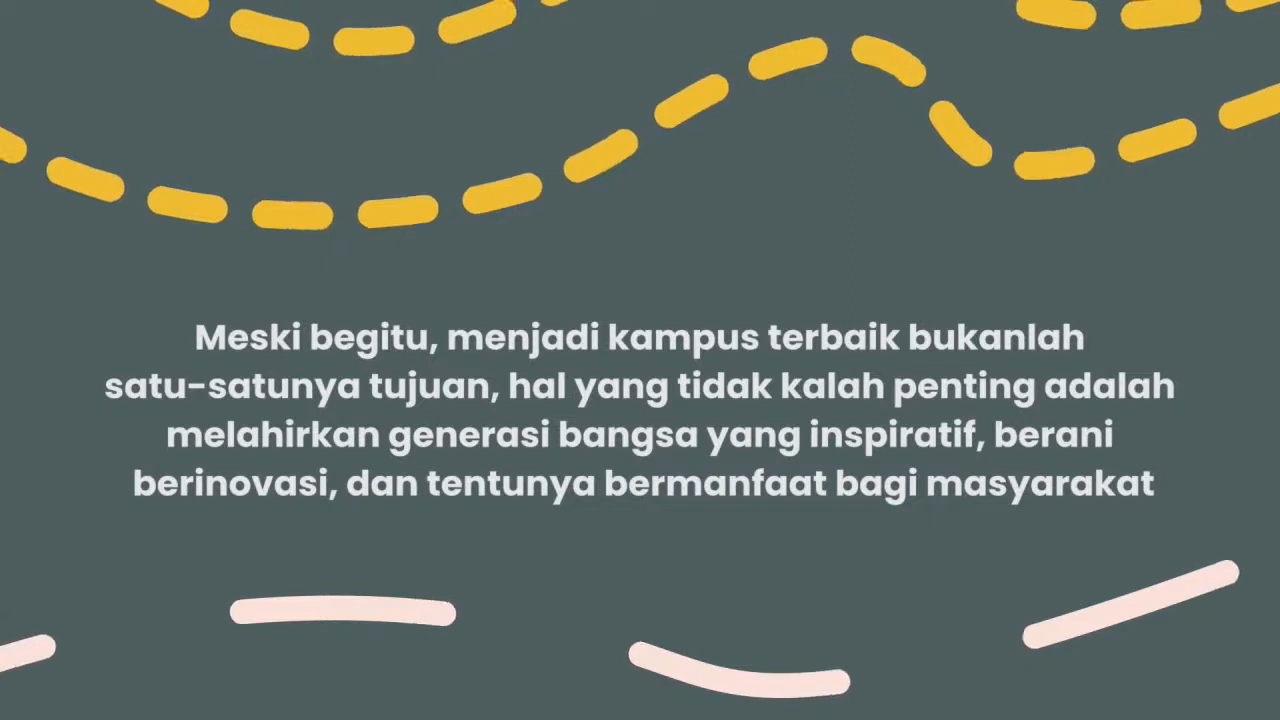 Meski begitu, menjadi kampus terbaik bukanlah
satu-satunya tujuan, hal yang tidak kalah penting adalah
melahirkan generasi bangsa yang inspiratif, berani
berinovasi, dan tentunya bermanfaat bagi masyarakat